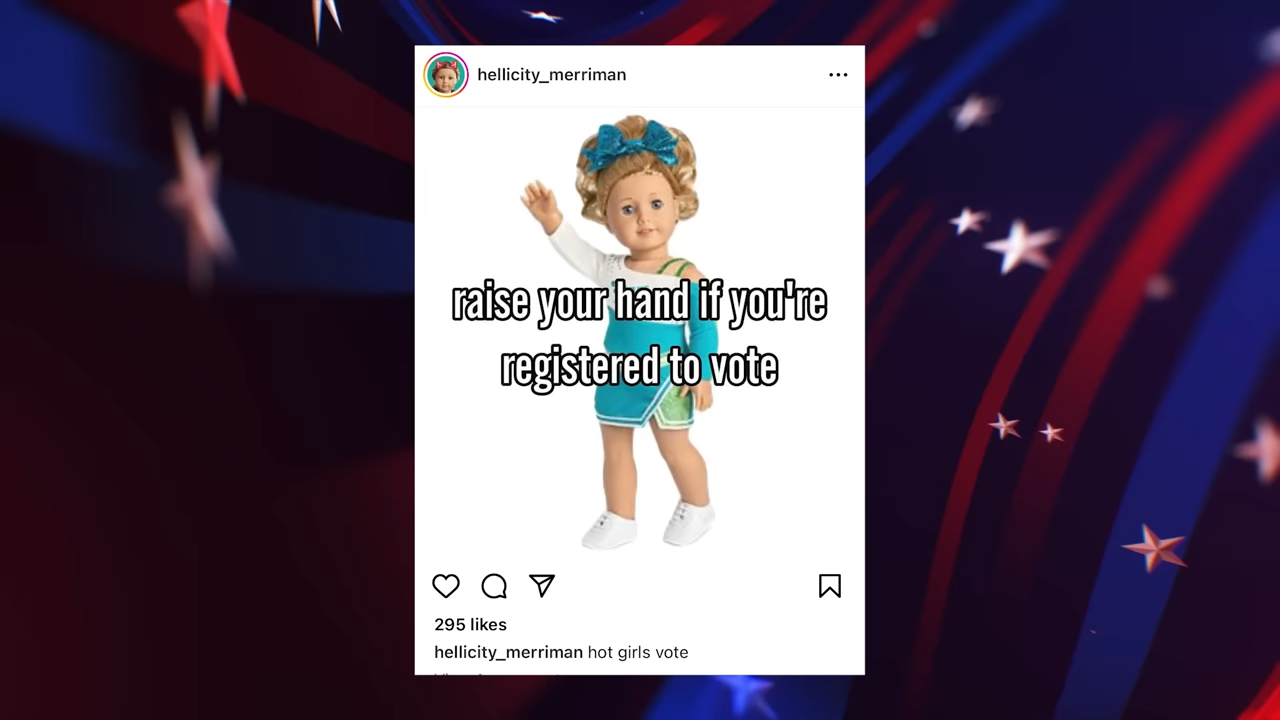 hellicity_merriman
raise your hand if you're
registered to vote
295 likes
hellicity_merriman hot girls vote